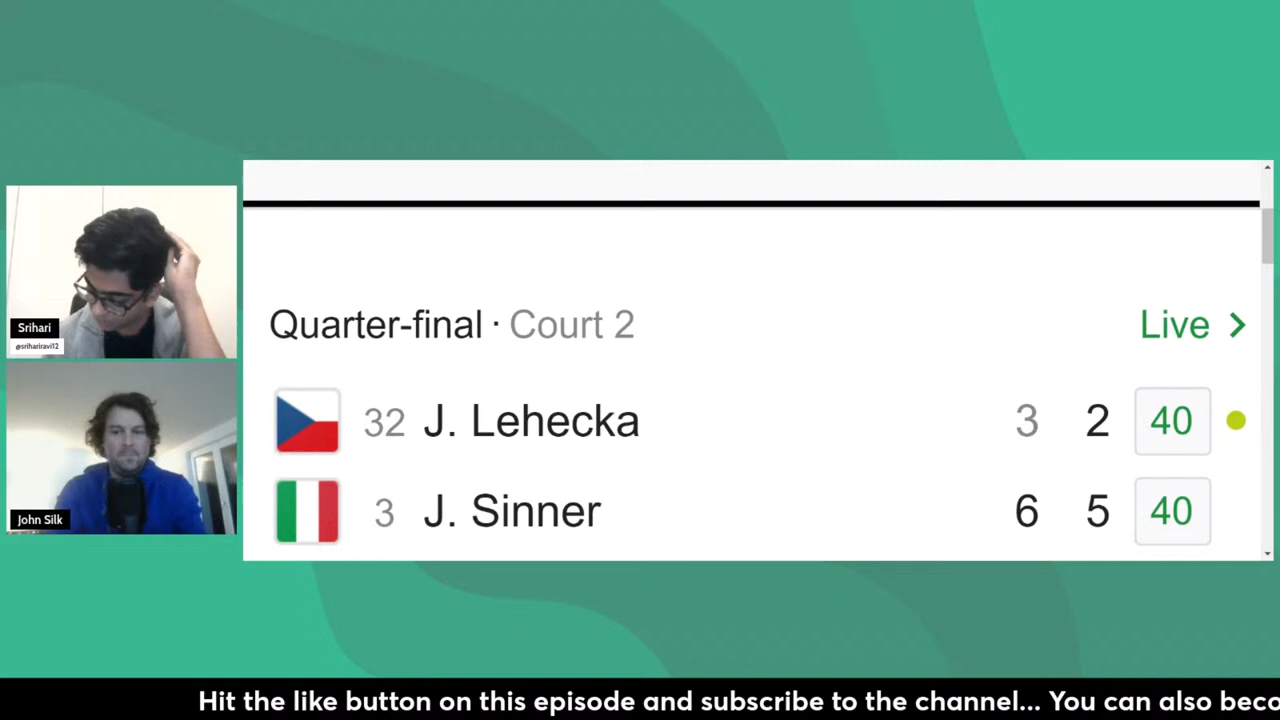 Srihari
@srihariravi12
John Silk
Quarter-final · Court 2
Live >
32 J. Lehecka 3 2 40
3 J. Sinner 6 5 40
Hit the like button on this episode and subscribe to the channel... You can also beco